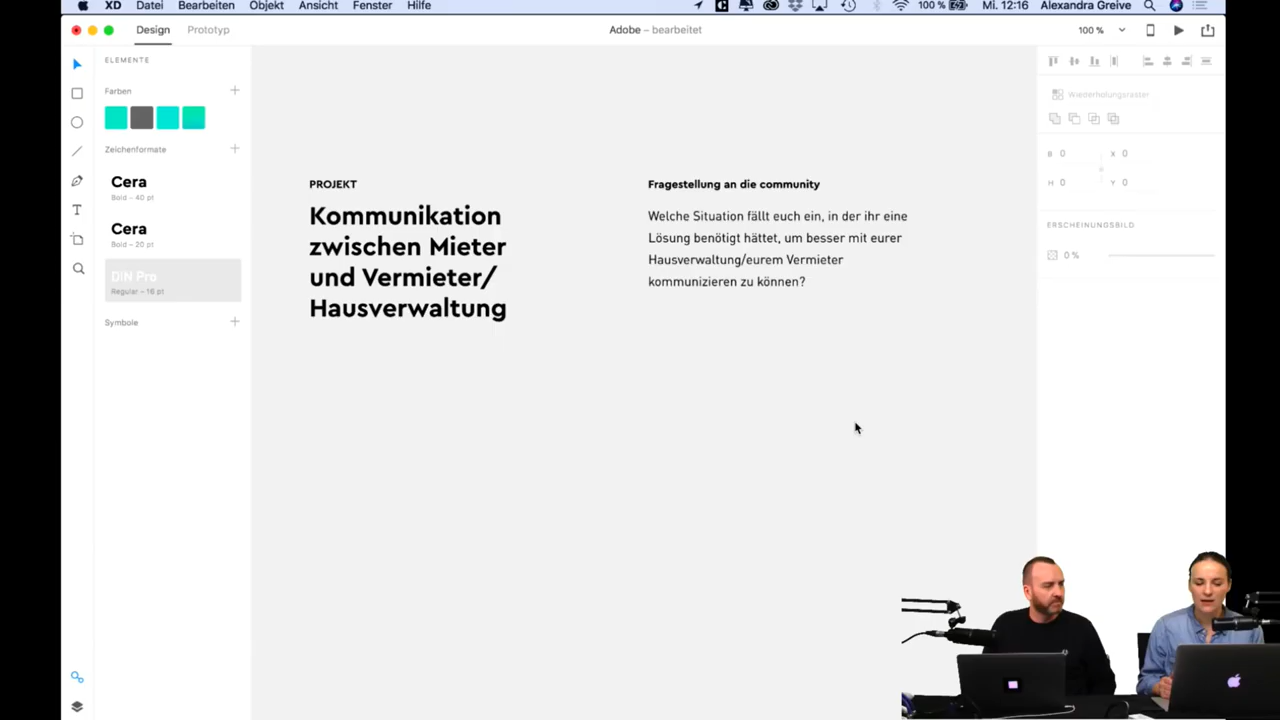 XD Datei Bearbeiten Objekt Ansicht Fenster Hilfe 100 % Mi. 12:16 Alexandra Greive
Design Prototyp Adobe – bearbeitet 100 %
ELEMENTE
Farben
Wiederholungsraster
Zeichenformate
B 0 X 0
Cera
Bold – 40 pt
H 0 Y 0
PROJEKT
Kommunikation
zwischen Mieter
und Vermieter/
Hausverwaltung
Fragestellung an die community
Welche Situation fällt euch ein, in der ihr eine
Lösung benötigt hättet, um besser mit eurer
Hausverwaltung/eurem Vermieter
kommunizieren zu können?
Cera
Bold – 20 pt
ERSCHEINUNGSBILD
0 %
DIN Pro
Regular – 16 pt
Symbole